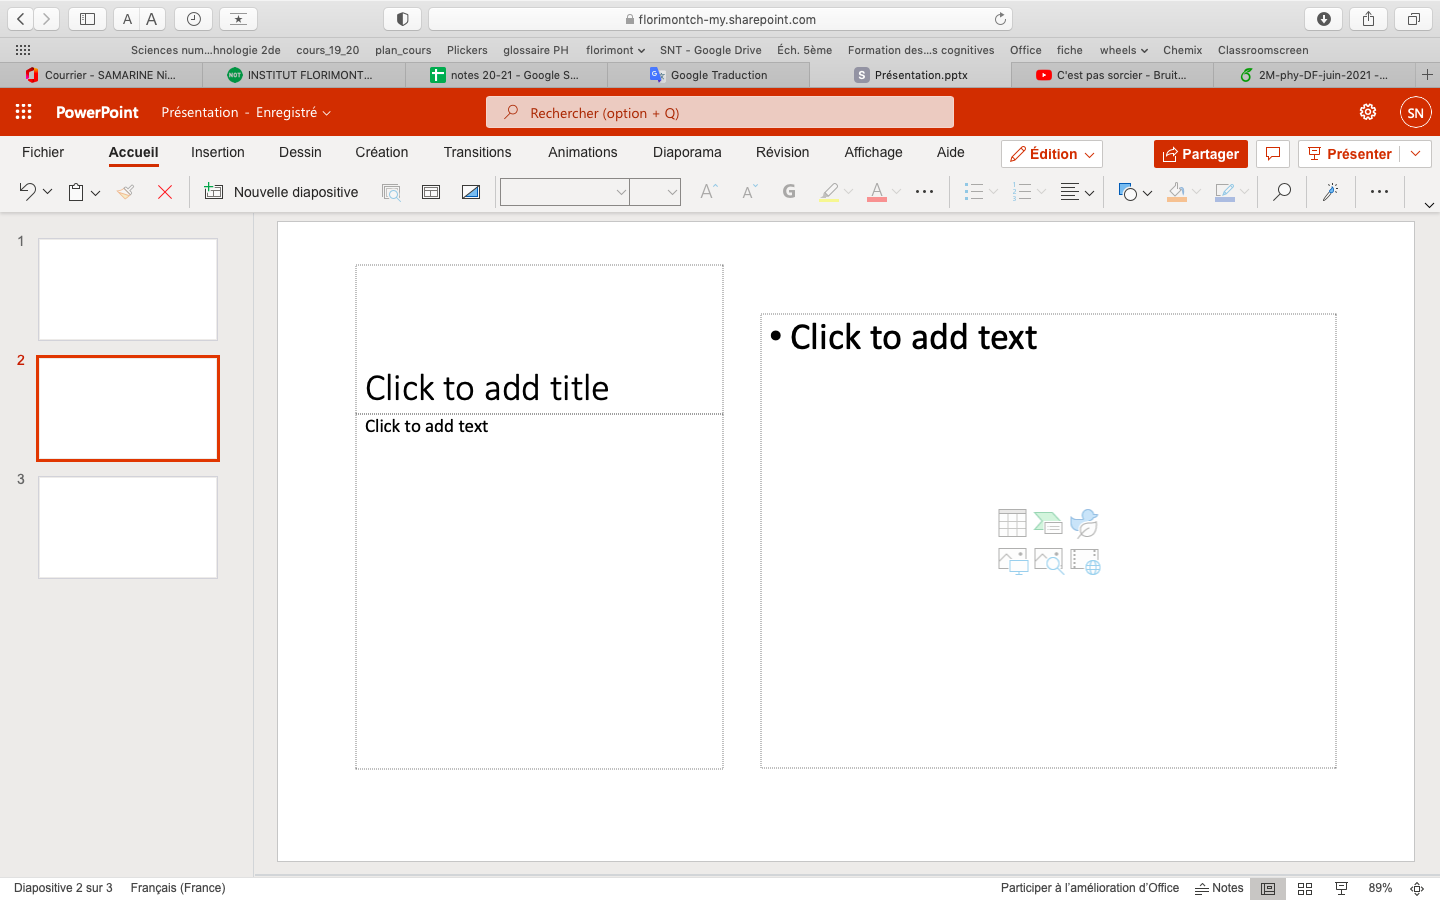 A A
florimontch-my.sharepoint.com
Sciences num...hnologie 2de cours_19_20 plan_cours Plickers glossaire PH florimont SNT - Google Drive Éch. 5ème Formation des...s cognitives Office fiche wheels Chemix Classroomscreen
Courrier - SAMARINE Ni... INSTITUT FLORIMONT... notes 20-21 - Google S... Google Traduction S Présentation.pptx C'est pas sorcier - Bruit... 2M-phy-DF-juin-2021 -...
PowerPoint Présentation - Enregistré Rechercher (option + Q) SN
Fichier Accueil Insertion Dessin Création Transitions Animations Diaporama Révision Affichage Aide Édition Partager Présenter
Nouvelle diapositive A A G A
1
2
3
Click to add title
Click to add text
• Click to add text
Diapositive 2 sur 3 Français (France) Participer à l'amélioration d'Office Notes 89%